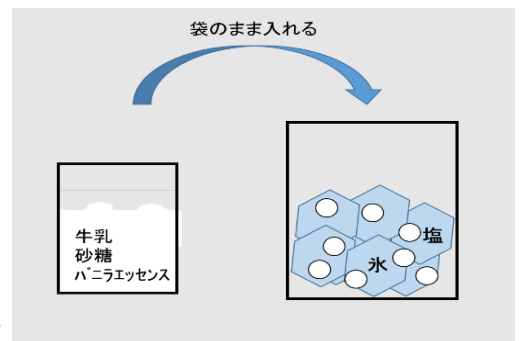 袋のまま入れる
牛乳
砂糖
バニラエッセンス
塩
氷